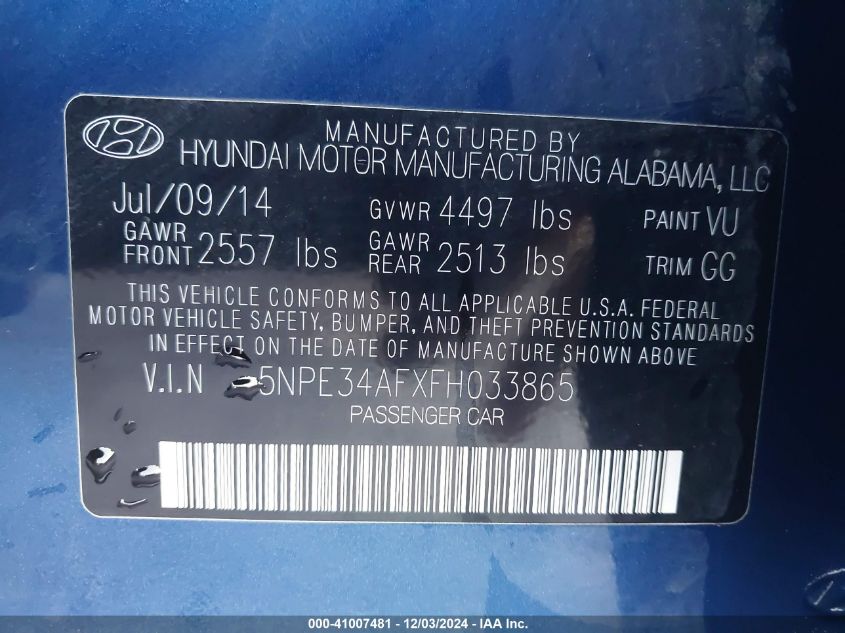 MANUFACTURED BY
HYUNDAI MOTOR MANUFACTURING ALABAMA, LLC
Jul/09/14 GVWR 4497 lbs PAINT VU
GAWR FRONT 2557 lbs GAWR REAR 2513 lbs TRIM GG
THIS VEHICLE CONFORMS TO ALL APPLICABLE U.S.A. FEDERAL
MOTOR VEHICLE SAFETY, BUMPER, AND THEFT PREVENTION STANDARDS
IN EFFECT ON THE DATE OF MANUFACTURE SHOWN ABOVE
V.I.N 5NPE34AFXFH033865
PASSENGER CAR
000-41007481 - 12/03/2024 - IAA Inc.